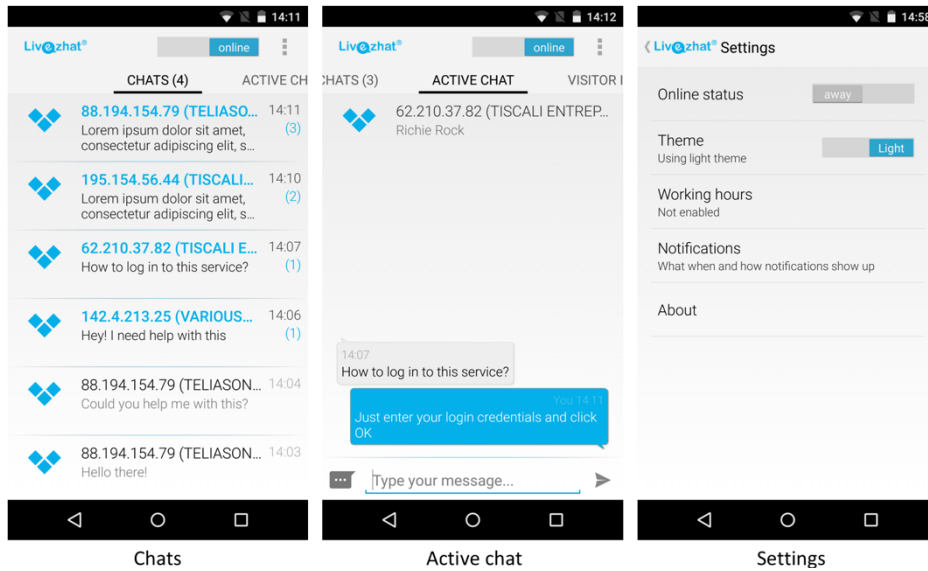 14:11
Livezhat®
online
CHATS (4) ACTIVE CH
88.194.154.79 (TELIASO... 14:11
Lorem ipsum dolor sit amet, (3)
consectetur adipiscing elit, s...
195.154.56.44 (TISCALI... 14:10
Lorem ipsum dolor sit amet, (2)
consectetur adipiscing elit, s...
62.210.37.82 (TISCALI E... 14:07
How to log in to this service? (1)
142.4.213.25 (VARIOUS... 14:06
Hey! I need help with this (1)
88.194.154.79 (TELIASON... 14:04
Could you help me with this?
88.194.154.79 (TELIASON... 14:03
Hello there!
Chats
14:12
Livezhat®
online
CHATS (3) ACTIVE CHAT VISITOR I
62.210.37.82 (TISCALI ENTREP...
Richie Rock
14:07
How to log in to this service?
You 14:11
Just enter your login credentials and click
OK
Type your message...
Active chat
14:58
Livezhat® Settings
Online status away
Theme
Using light theme Light
Working hours
Not enabled
Notifications
What when and how notifications show up
About
Settings